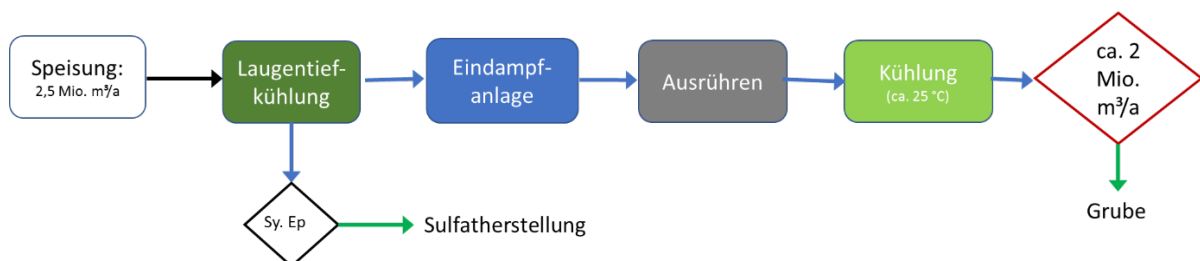 Speisung:
2,5 Mio. m³/a
Laugentief-
kühlung
Eindampf-
anlage
Ausrühren
Kühlung
(ca. 25 °C)
ca. 2
Mio.
m³/a
Sy. Ep
Sulfatherstellung
Grube